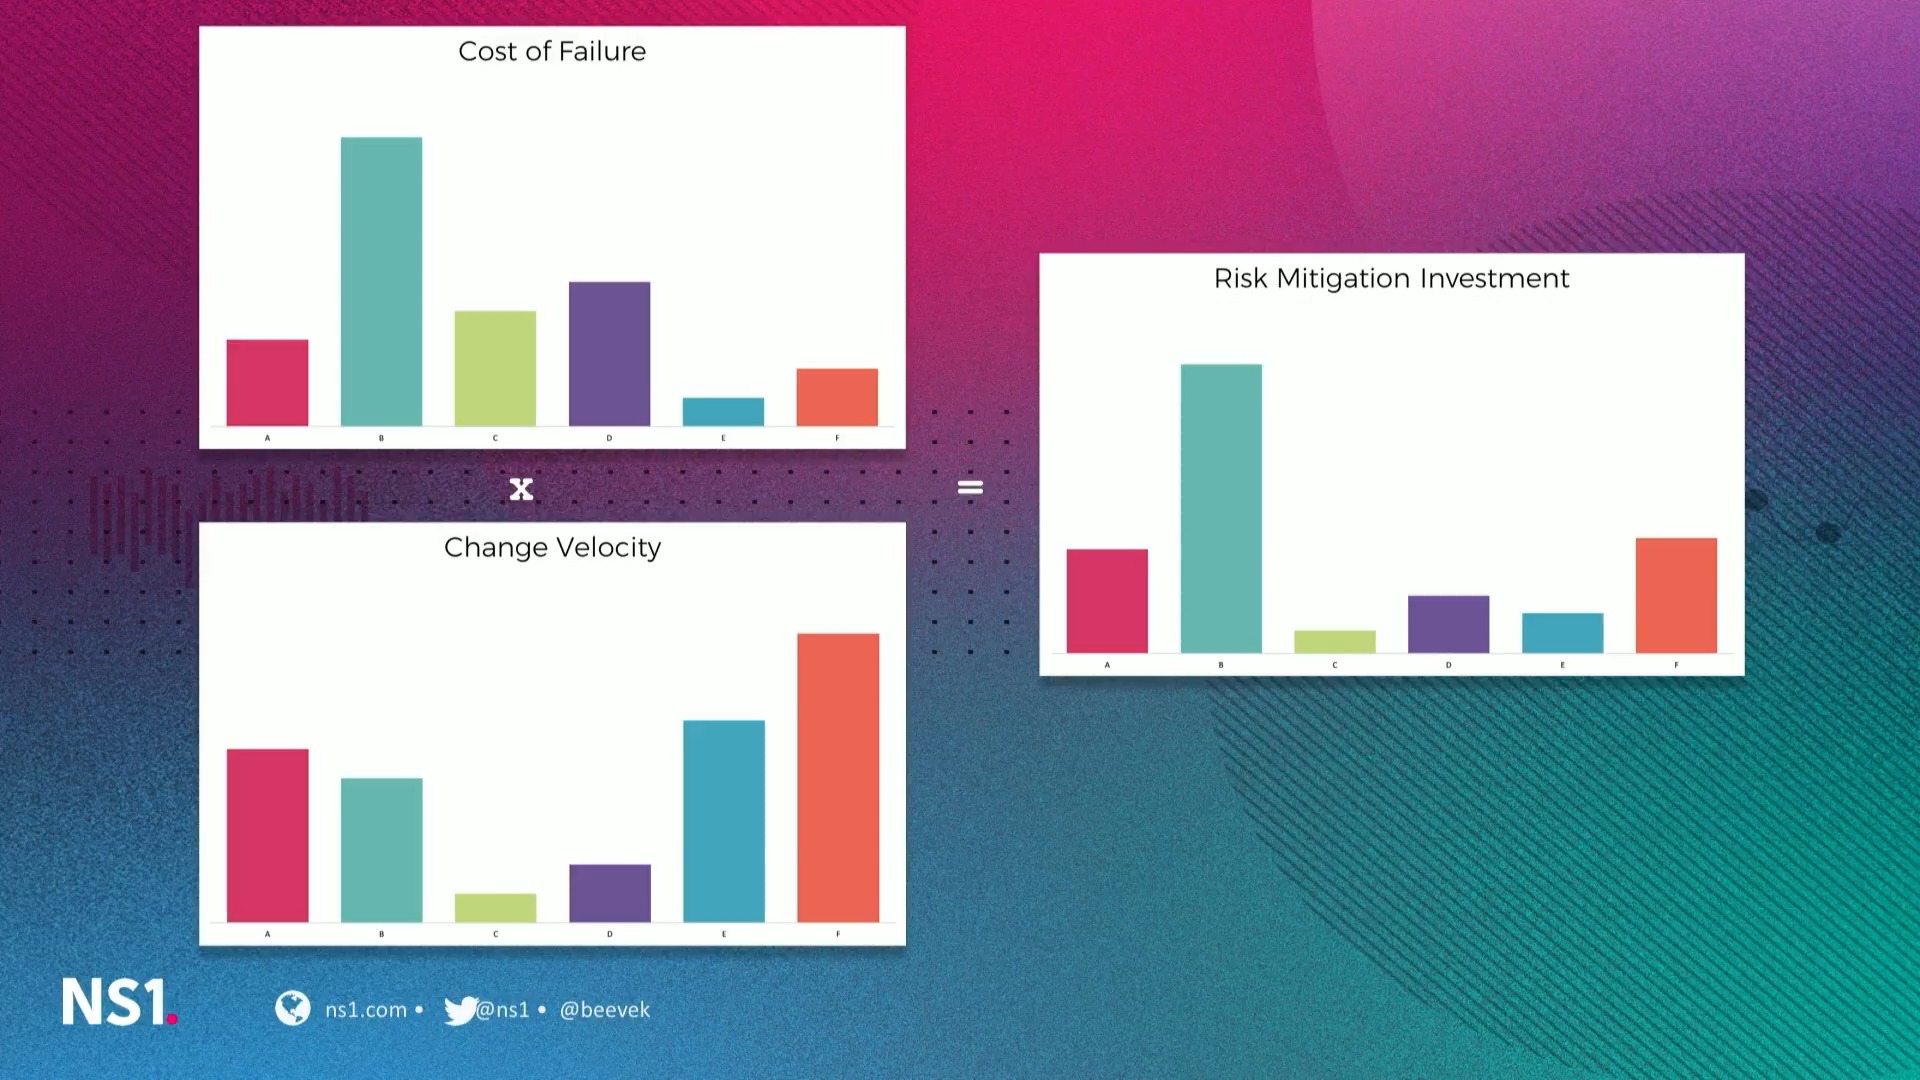 Cost of Failure
A B C D E F
x
Change Velocity
A B C D E F
=
Risk Mitigation Investment
A B C D E F
NS1.
ns1.com • @ns1 • @beevek